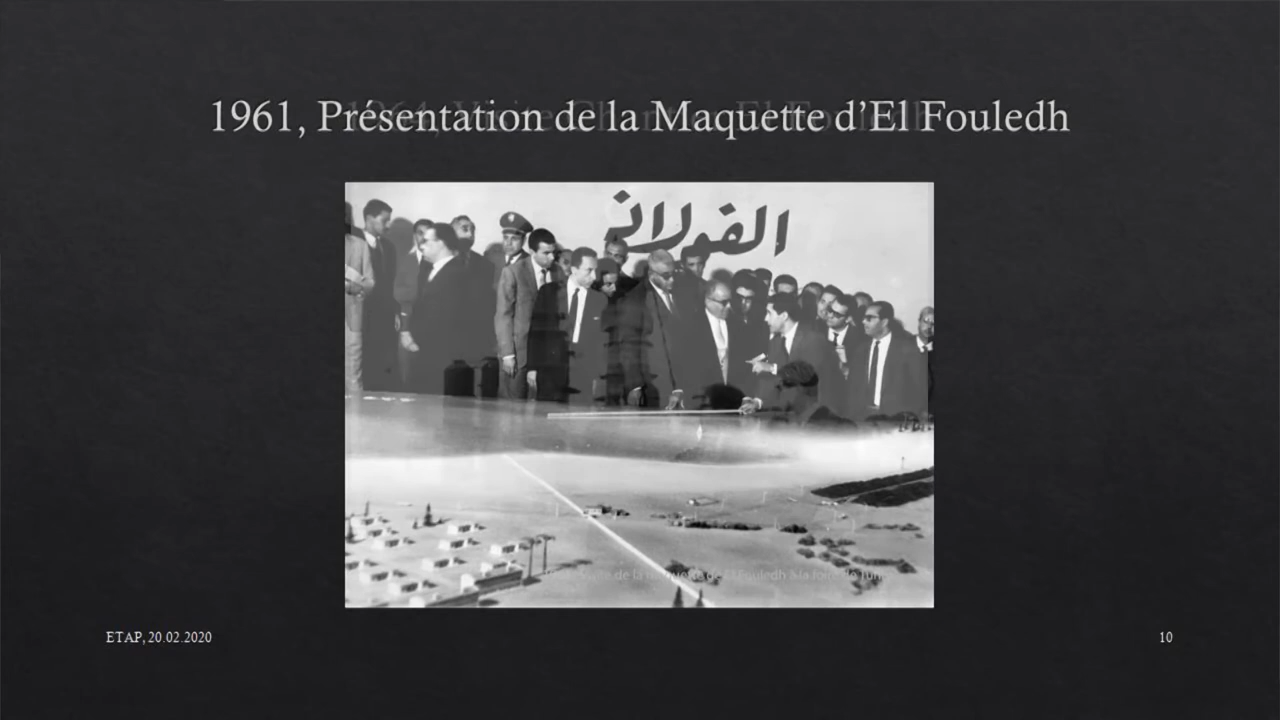 1961, Présentation de la Maquette d’El Fouledh
الفولاذ
ETAP, 20.02.2020
10